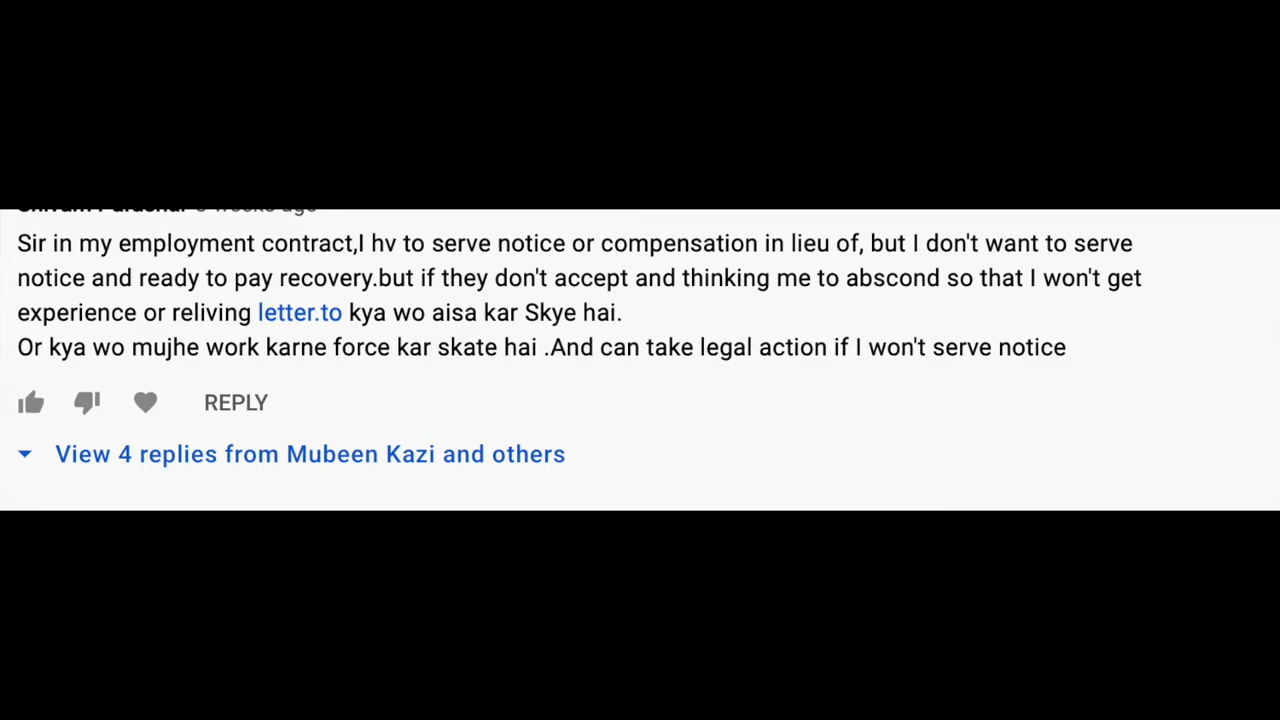 Sir in my employment contract,I hv to serve notice or compensation in lieu of, but I don't want to serve
notice and ready to pay recovery.but if they don't accept and thinking me to abscond so that I won't get
experience or reliving letter.to kya wo aisa kar Skye hai.
Or kya wo mujhe work karne force kar skate hai .And can take legal action if I won't serve notice
REPLY
View 4 replies from Mubeen Kazi and others